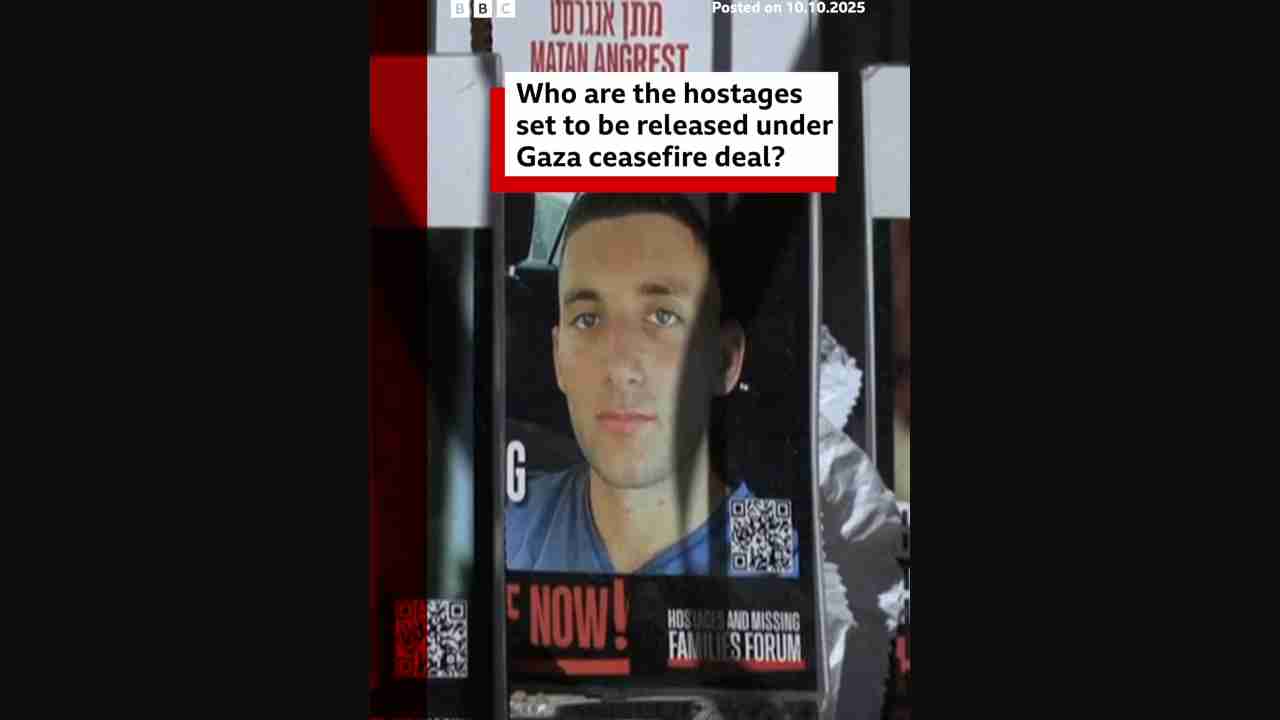 BBC
Posted on 10.10.2025
מתן אנגרסט
MATAN ANGREST
Who are the hostages
set to be released under
Gaza ceasefire deal?
G
NOW!
HOSTAGES AND MISSING
FAMILIES FORUM